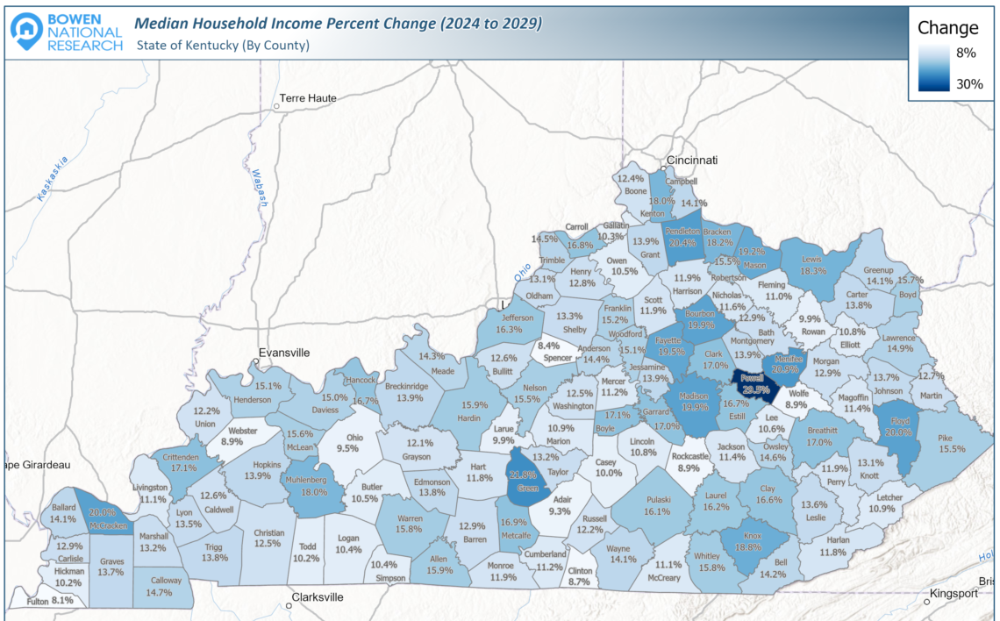 BOWEN
NATIONAL
RESEARCH
Median Household Income Percent Change (2024 to 2029)
State of Kentucky (By County)
Change
8%
30%
Terre Haute
Kaskaskia
Wabash
Cincinnati
12.4%
Boone
Campbell
18.0%
14.1%
Kenton
Carroll
Gallatin
10.3%
14.5%
16.8%
Trimble
13.9%
Grant
Pendleton
20.4%
Bracken
18.2%
19.2%
Mason
15.5%
Robertson
Lewis
18.3%
Greenup
14.1%
15.7%
Boyd
Ohio
13.1%
Oldham
Henry
12.8%
Owen
10.5%
11.9%
Harrison
Nicholas
11.6%
Fleming
11.0%
Carter
13.8%
L
Jefferson
16.3%
13.3%
Shelby
Franklin
15.2%
Scott
11.9%
Bourbon
19.9%
12.9%
Bath
9.9%
Rowan
10.8%
Elliott
Lawrence
14.9%
Woodford
15.1%
Fayette
19.5%
Montgomery
13.9%
8.4%
Spencer
Anderson
14.4%
Clark
17.0%
Menifee
20.9%
Morgan
12.9%
13.7%
Johnson
12.7%
Martin
Evansville
14.3%
Meade
12.6%
Bullitt
Jessamine
13.9%
Powell
29.5%
15.1%
Henderson
Hancock
16.7%
15.0%
Daviess
Breckinridge
13.9%
15.9%
Hardin
Nelson
15.5%
12.5%
Washington
Mercer
11.2%
Madison
19.9%
16.7%
Estill
Wolfe
8.9%
Magoffin
11.4%
Floyd
20.0%
12.2%
Union
Webster
8.9%
15.6%
McLean
Ohio
9.5%
12.1%
Grayson
Larue
9.9%
10.9%
Marion
17.1%
Boyle
Garrard
17.0%
Lee
10.6%
Breathitt
17.0%
Pike
15.5%
ape Girardeau
Crittenden
17.1%
Hopkins
13.9%
Muhlenberg
18.0%
Butler
10.5%
Edmonson
13.8%
Hart
11.8%
21.8%
Green
13.2%
Taylor
Casey
10.0%
Lincoln
10.8%
Rockcastle
8.9%
Jackson
11.4%
Owsley
14.6%
11.9%
Perry
13.1%
Knott
Livingston
11.1%
12.6%
Caldwell
Adair
9.3%
Pulaski
16.1%
Laurel
16.2%
Clay
16.6%
13.6%
Leslie
Letcher
10.9%
Ballard
14.1%
20.0%
McCracken
Lyon
13.5%
Warren
15.8%
12.9%
Barren
16.9%
Metcalfe
Russell
12.2%
Knox
18.8%
Harlan
11.8%
12.9%
Carlisle
Marshall
13.2%
Trigg
13.8%
Christian
12.5%
Todd
10.2%
Logan
10.4%
10.4%
Simpson
Allen
15.9%
Monroe
11.9%
Cumberland
11.2%
Clinton
8.7%
Wayne
14.1%
11.1%
McCreary
Whitley
15.8%
Bell
14.2%
Hickman
10.2%
Graves
13.7%
Calloway
14.7%
Fulton 8.1%
Clarksville
Kingsport
Bris
Hol